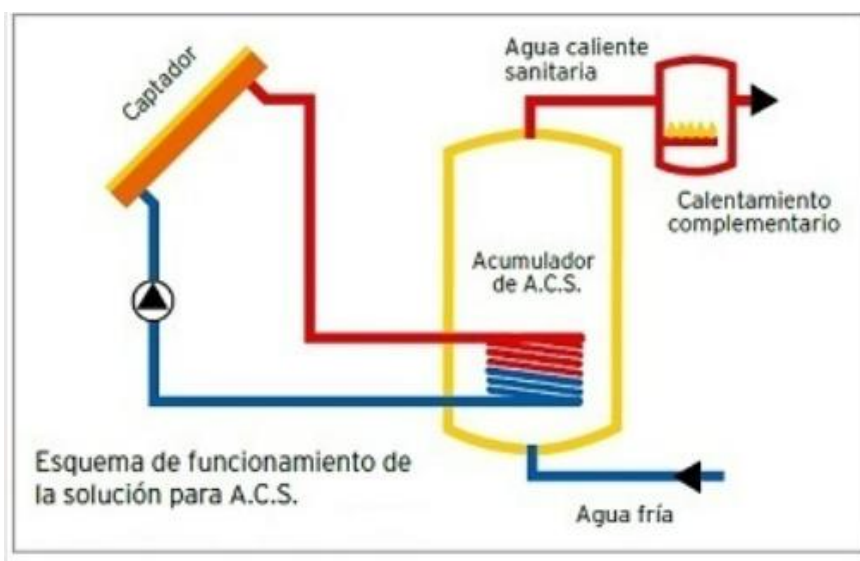 Captador
Agua caliente
sanitaria
Calentamiento
complementario
Acumulador
de A.C.S.
Esquema de funcionamiento de
la solución para A.C.S.
Agua fría